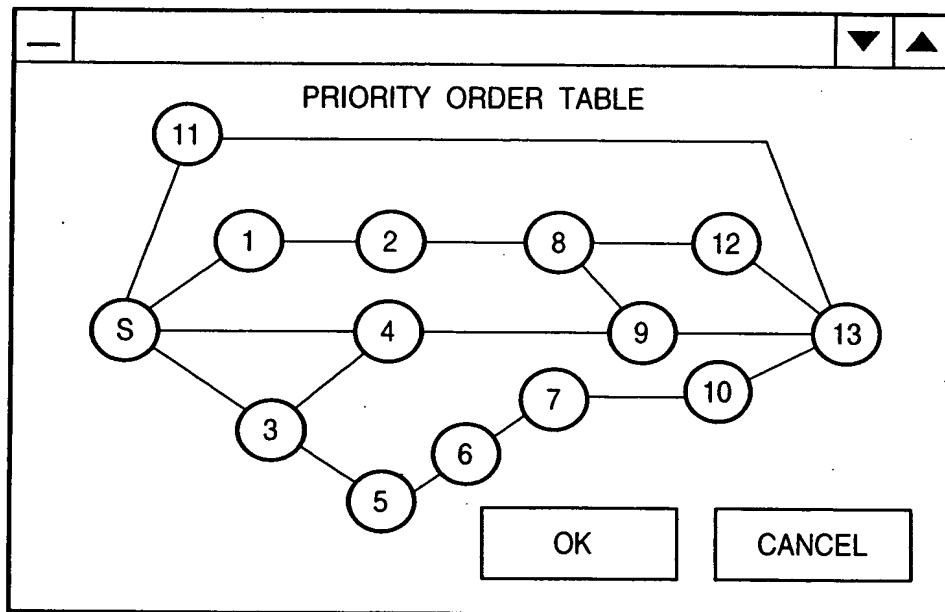 PRIORITY ORDER TABLE
11
1 2 8 12
S 4 9 13
3 7 10
6
5
OK CANCEL